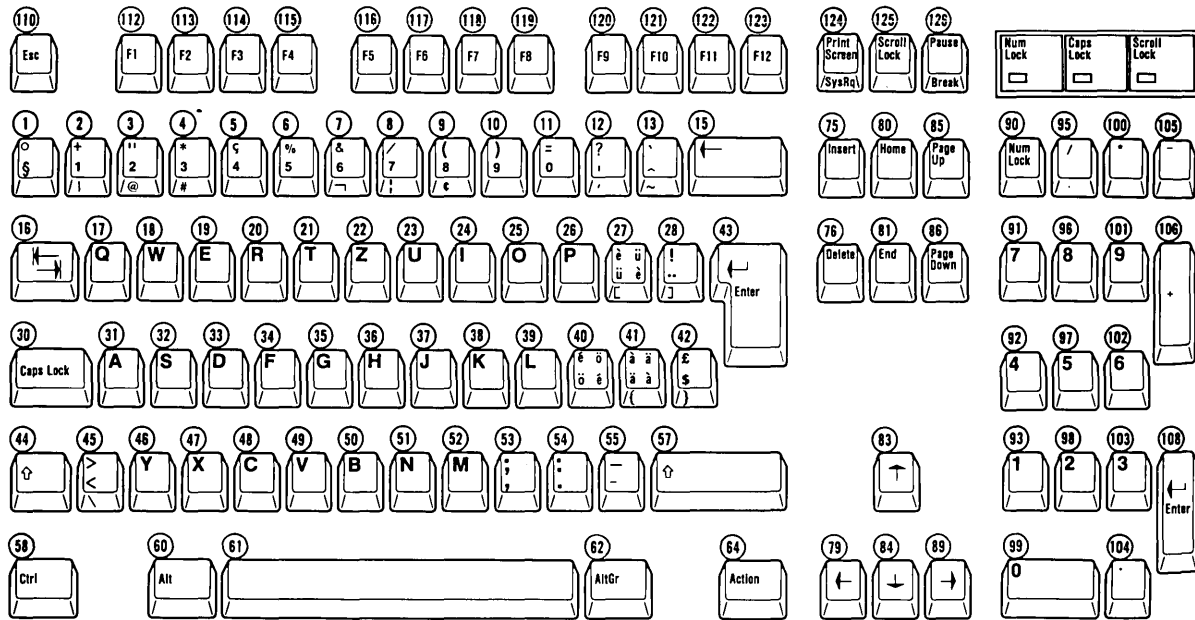 110 112 113 114 115 116 117 118 119 120 121 122 123 124 125 126
Esc F1 F2 F3 F4 F5 F6 F7 F8 F9 F10 F11 F12 Print Screen /SysRq Scroll Lock Pause Break Num Lock Caps Lock Scroll Lock
1 2 3 4 5 6 7 8 9 10 11 12 13 15 75 80 85 90 95 100 105
° + " * ç % & / ( ) = ? ` ← Insert Home Page Up Num Lock / * -
§ 1 2 3 4 5 6 7 8 9 0 ' ^
| @ # ¬ ¦ ¢ ´ ~
16 17 18 19 20 21 22 23 24 25 26 27 28 43 76 81 86 91 96 101 106
Q W E R T Z U I O P è ü ! Enter Delete End Page Down 7 8 9 +
ü è ¨
[ ]
30 31 32 33 34 35 36 37 38 39 40 41 42 92 97 102
Caps Lock A S D F G H J K L é ö à ä £ 4 5 6
ö é ä à $
{ }
44 45 46 47 48 49 50 51 52 53 54 55 57 83 93 98 103 108
⇧ > Y X C V B N M ; : _ ⇧ ↑ 1 2 3 Enter
< , . -
\
58 60 61 62 64 79 84 89 99 104
Ctrl Alt AltGr Action ← ↓ → 0 .